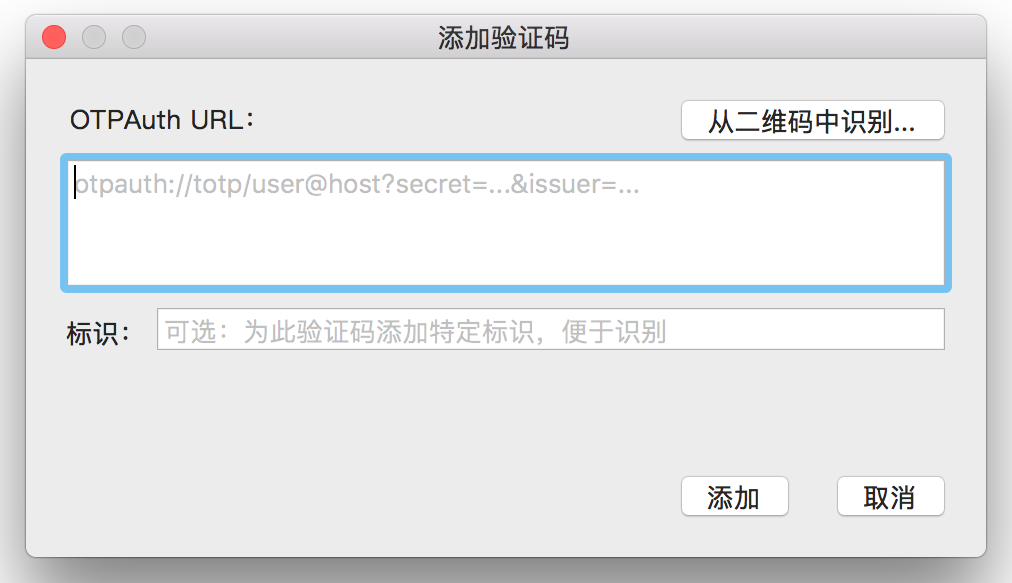 添加验证码
OTPAuth URL:
从二维码中识别...
otpauth://totp/user@host?secret=...&issuer=...
标识：
可选：为此验证码添加特定标识，便于识别
添加
取消